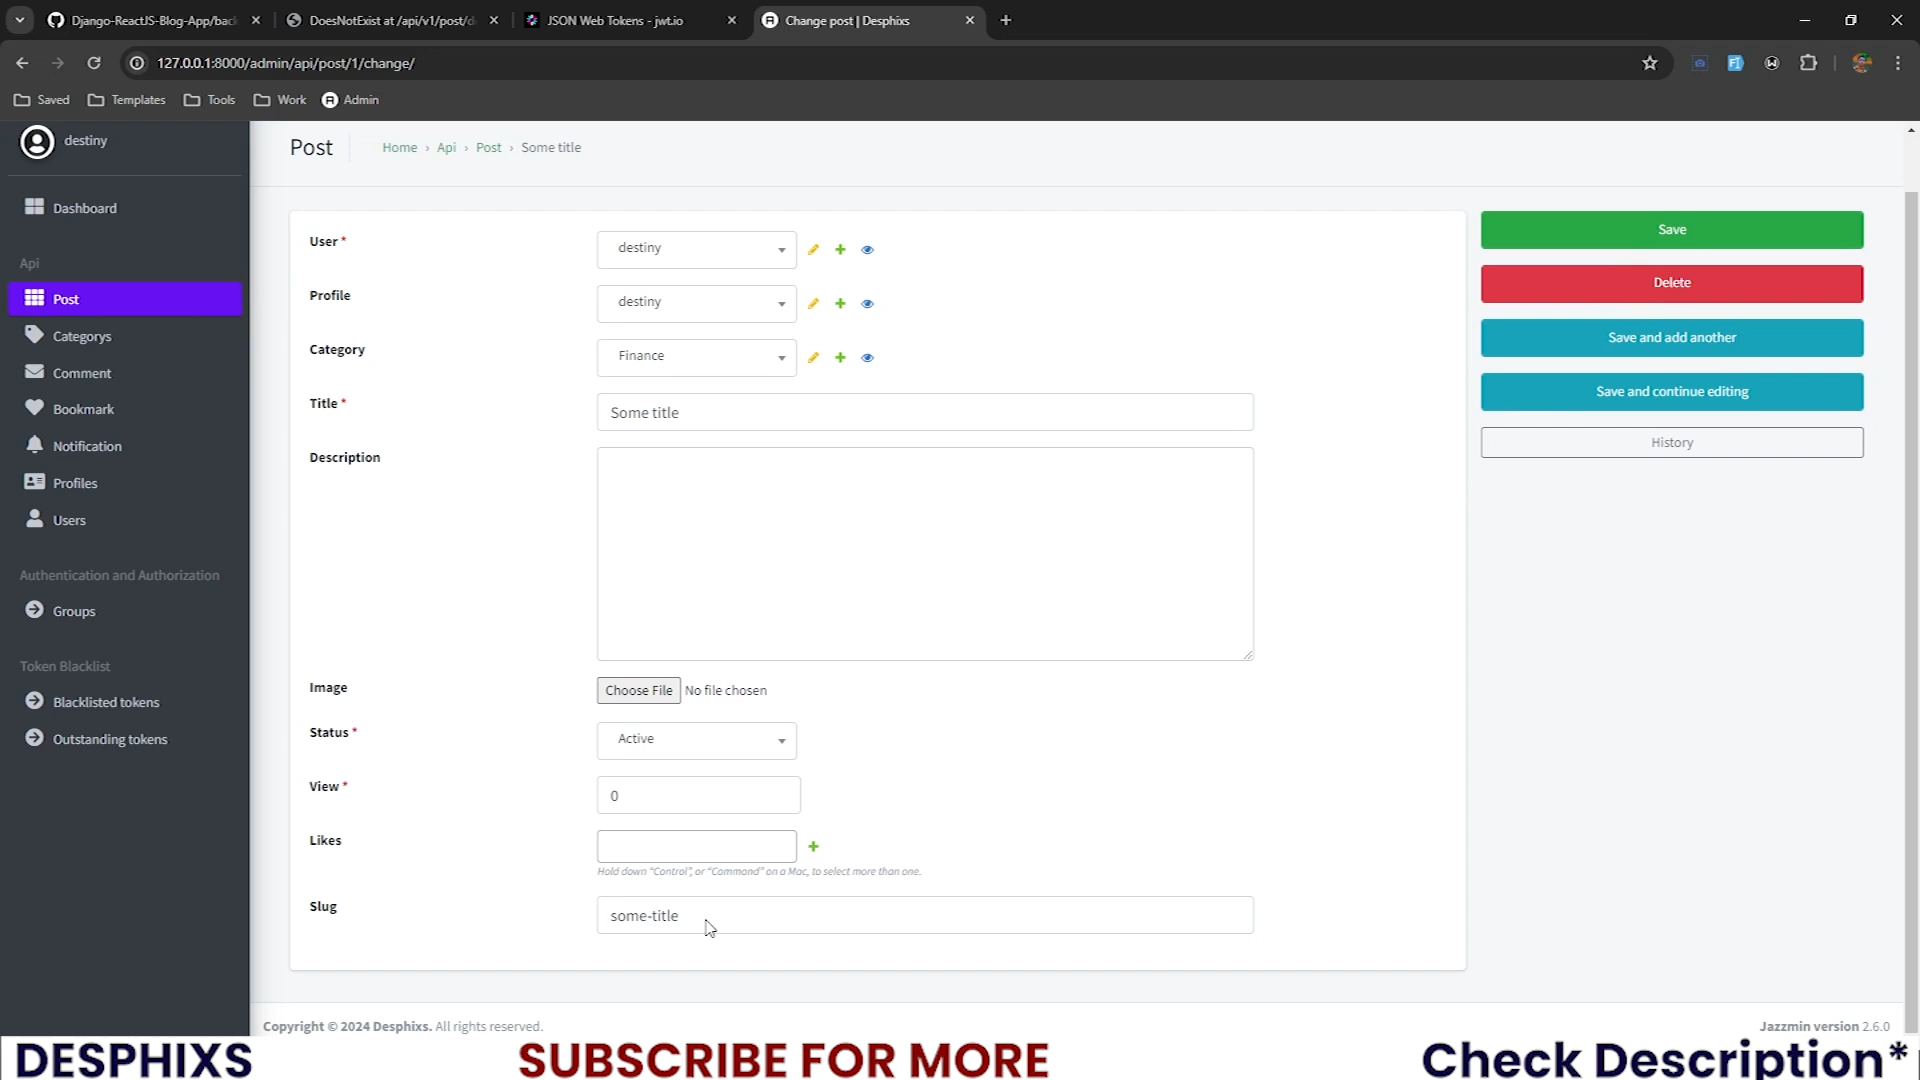 Django-ReactJS-Blog-App/back
DoesNotExist at /api/v1/post/d
JSON Web Tokens - jwt.io
Change post | Desphixs
127.0.0.1:8000/admin/api/post/1/change/
Saved
Templates
Tools
Work
Admin
destiny
Dashboard
Api
Post
Categorys
Comment
Bookmark
Notification
Profiles
Users
Authentication and Authorization
Groups
Token Blacklist
Blacklisted tokens
Outstanding tokens
Post
Home › Api › Post › Some title
User *
destiny
Profile
destiny
Category
Finance
Title *
Some title
Description
Image
Choose File No file chosen
Status *
Active
View *
0
Likes
Hold down “Control”, or “Command” on a Mac, to select more than one.
Slug
some-title
Save
Delete
Save and add another
Save and continue editing
History
Copyright © 2024 Desphixs. All rights reserved.
Jazzmin version 2.6.0
DESPHIXS
SUBSCRIBE FOR MORE
Check Description*